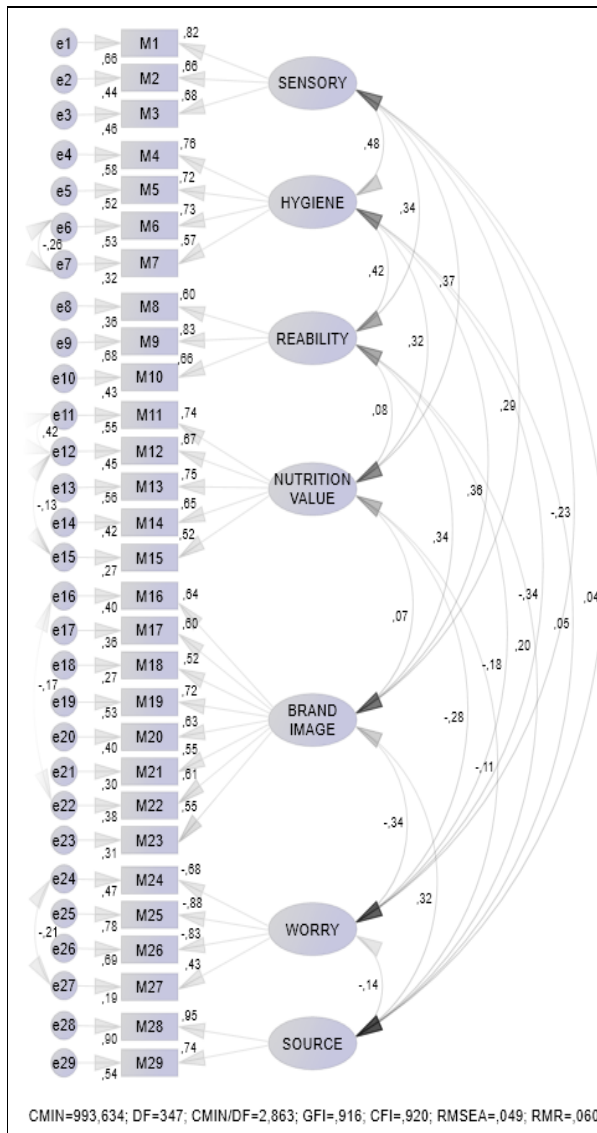 e1 ,66 M1 ,82
e2 ,44 M2 ,66
SENSORY
e3 ,46 M3 ,68
e4 ,58 M4 ,76
,48
e5 ,52 M5 ,72
HYGIENE
,34
e6 ,53 M6 ,73
-,26
e7 ,32 M7 ,57
,42
,37
e8 ,36 M8 ,60
REABILITY
,32
e9 ,68 M9 ,83
e10 ,43 M10 ,66
,08
,29
e11 ,55 M11 ,74
,42
e12 ,45 M12 ,67
NUTRITION
VALUE
,36
-,23
e13 ,56 M13 ,75
-,13
e14 ,42 M14 ,65
,34
e15 ,27 M15 ,52
-,34
,04
e16 ,40 M16 ,64
,07
,20
,05
e17 ,36 M17 ,60
-,18
e18 ,27 M18 ,52
-,17
e19 ,53 M19 ,72
BRAND
IMAGE
-,28
e20 ,40 M20 ,63
-,11
e21 ,30 M21 ,55
e22 ,38 M22 ,61
-,34
e23 ,31 M23 ,55
e24 ,47 M24 -,68
,32
e25 ,78 M25 -,88
WORRY
-,21
e26 ,69 M26 -,83
e27 ,19 M27 ,43
-,14
e28 ,90 M28 ,95
SOURCE
e29 ,54 M29 ,74
CMIN=993,634; DF=347; CMIN/DF=2,863; GFI=,916; CFI=,920; RMSEA=,049; RMR=,060